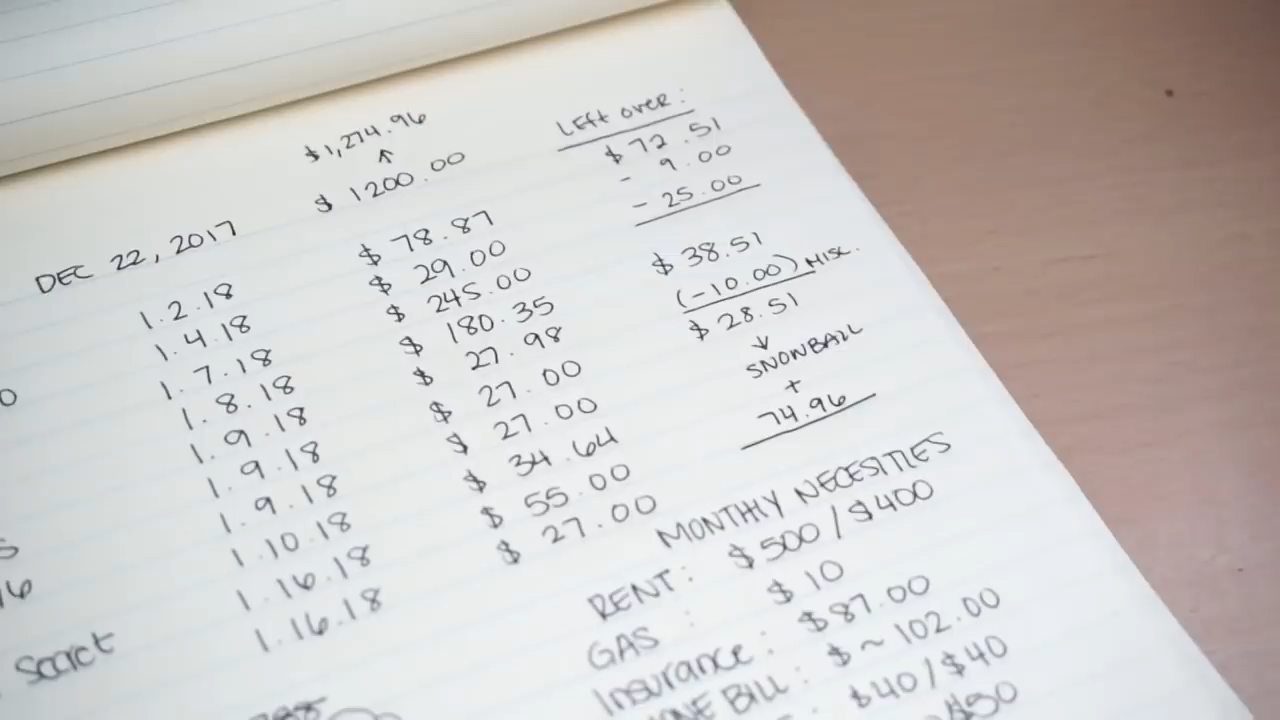 $1,274.96
↑
$ 1200.00
DEC 22, 2017
1.2.18 $ 78.87
1.4.18 $ 29.00
1.7.18 $ 245.00
1.8.18 $ 180.35
1.9.18 $ 27.98
1.9.18 $ 27.00
1.9.18 $ 27.00
1.10.18 $ 34.64
1.16.18 $ 55.00
1.16.18 $ 27.00
Scact
Left over:
$ 72.51
- 9.00
- 25.00
$ 38.51
(-10.00) MISC.
$ 28.51
↓
SNOWBALL
+
74.96
MONTHLY NECESITIES
RENT: $500/$400
GAS : $10
Insurance: $87.00
BILL: $~102.00
$40/$40